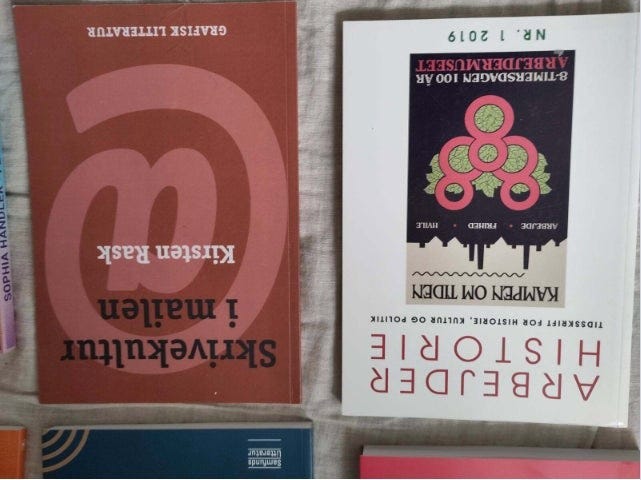 Skrivekultur
i mailen
Kirsten Rask
GRAFISK LITTERATUR
ARBEJDER
HISTORIE
TIDSSKRIFT FOR HISTORIE, KULTUR OG POLITIK
KAMPEN OM TIDEN
ARBEJDE • FRIHED • HVILE
888
8-TIMERSDAGEN 100 ÅR
ARBEJDERMUSEET
NR. 1 2019
SOPHIA HANDLER
Samfunds
Litteratur
@